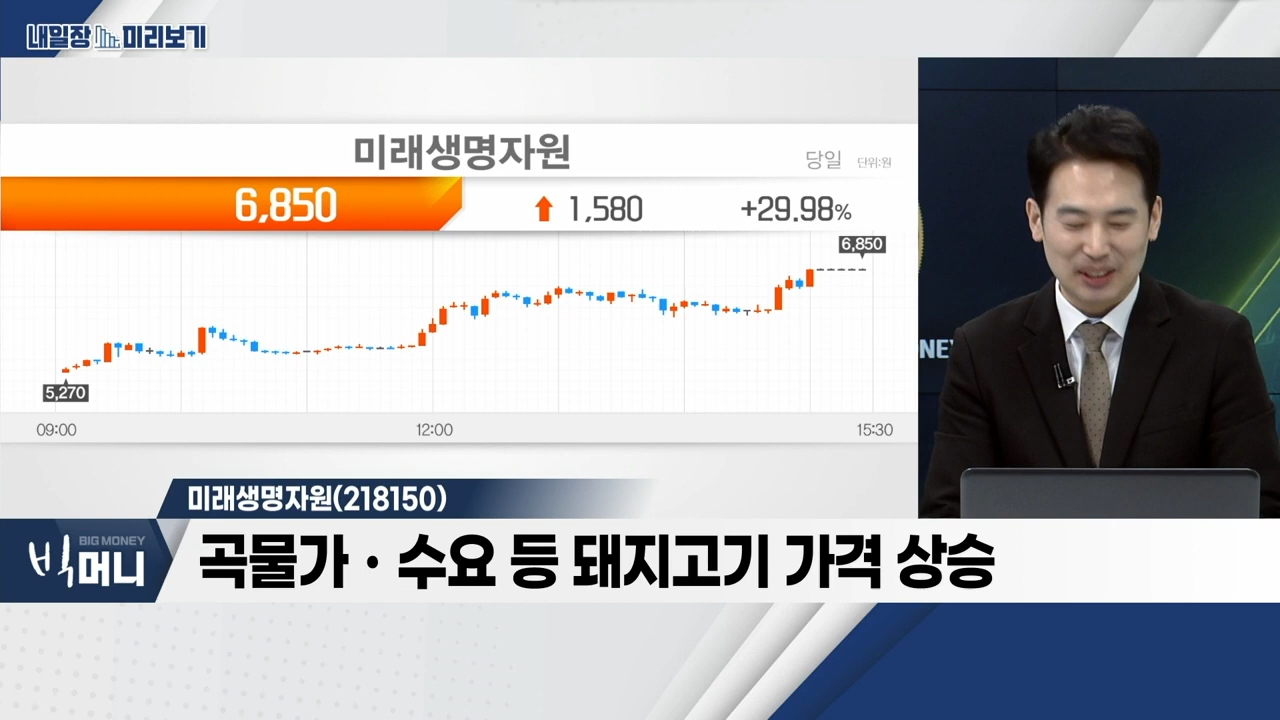 내일장 미리보기
미래생명자원
당일 단위:원
6,850 1,580 +29.98%
6,850
5,270
09:00 12:00 15:30
NEY
미래생명자원(218150)
BIG MONEY
빅머니
곡물가·수요 등 돼지고기 가격 상승